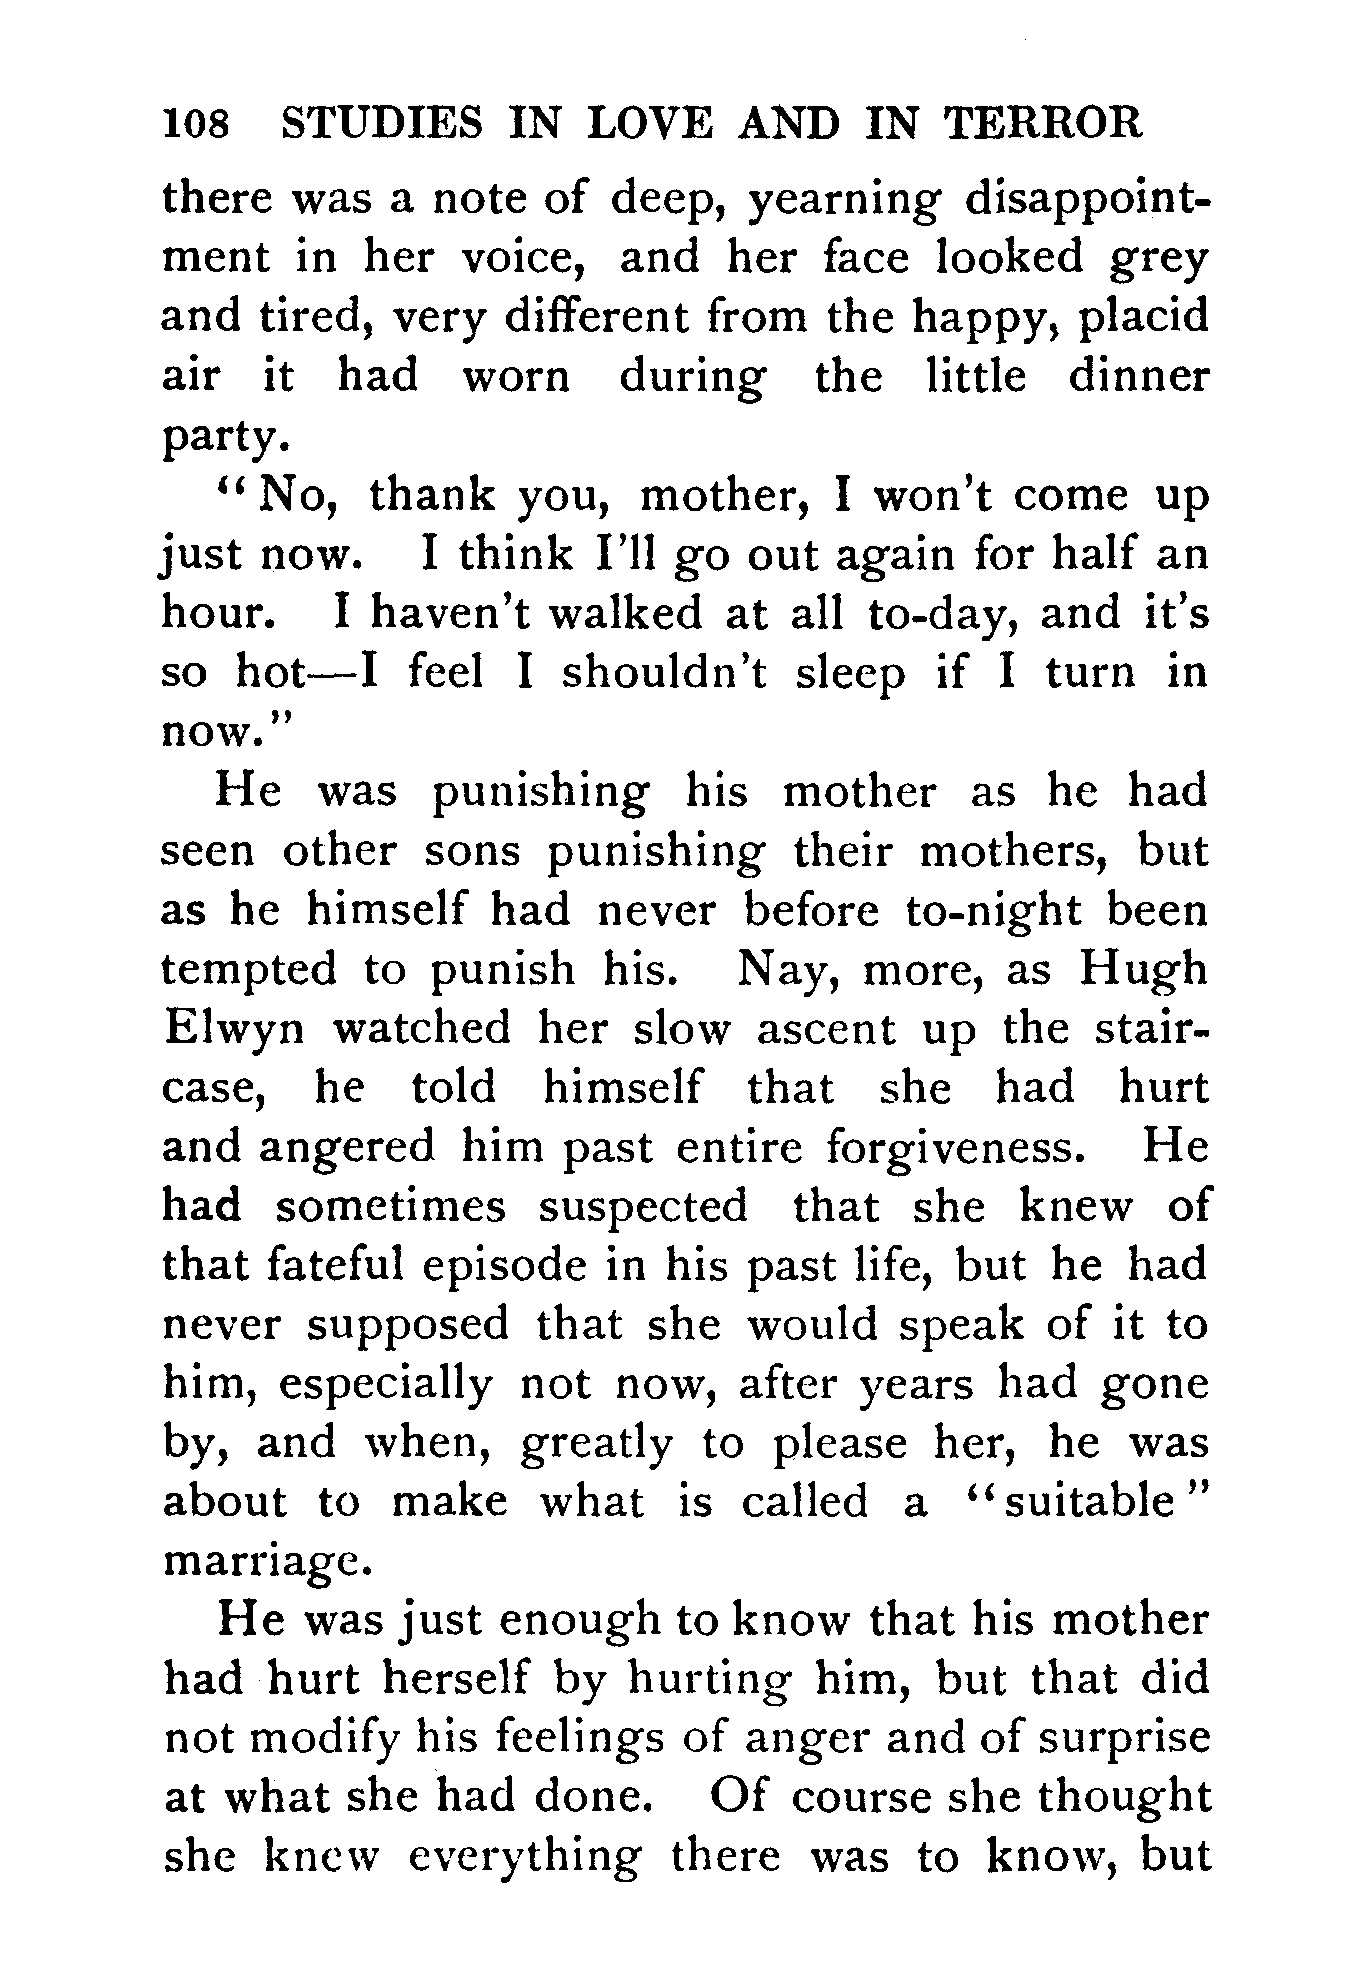 108 STUDIES IN LOVE AND IN TERROR
there was a note of deep, yearning disappoint-
ment in her voice, and her face looked grey
and tired, very different from the happy, placid
air it had worn during the little dinner
party.
“No, thank you, mother, I won't come up
just now. I think I'll go out again for half an
hour. I haven't walked at all to-day, and it's
so hot—I feel I shouldn't sleep if I turn in
now.”
He was punishing his mother as he had
seen other sons punishing their mothers, but
as he himself had never before to-night been
tempted to punish his. Nay, more, as Hugh
Elwyn watched her slow ascent up the stair-
case, he told himself that she had hurt
and angered him past entire forgiveness. He
had sometimes suspected that she knew of
that fateful episode in his past life, but he had
never supposed that she would speak of it to
him, especially not now, after years had gone
by, and when, greatly to please her, he was
about to make what is called a “suitable”
marriage.
He was just enough to know that his mother
had hurt herself by hurting him, but that did
not modify his feelings of anger and of surprise
at what she had done. Of course she thought
she knew everything there was to know, but